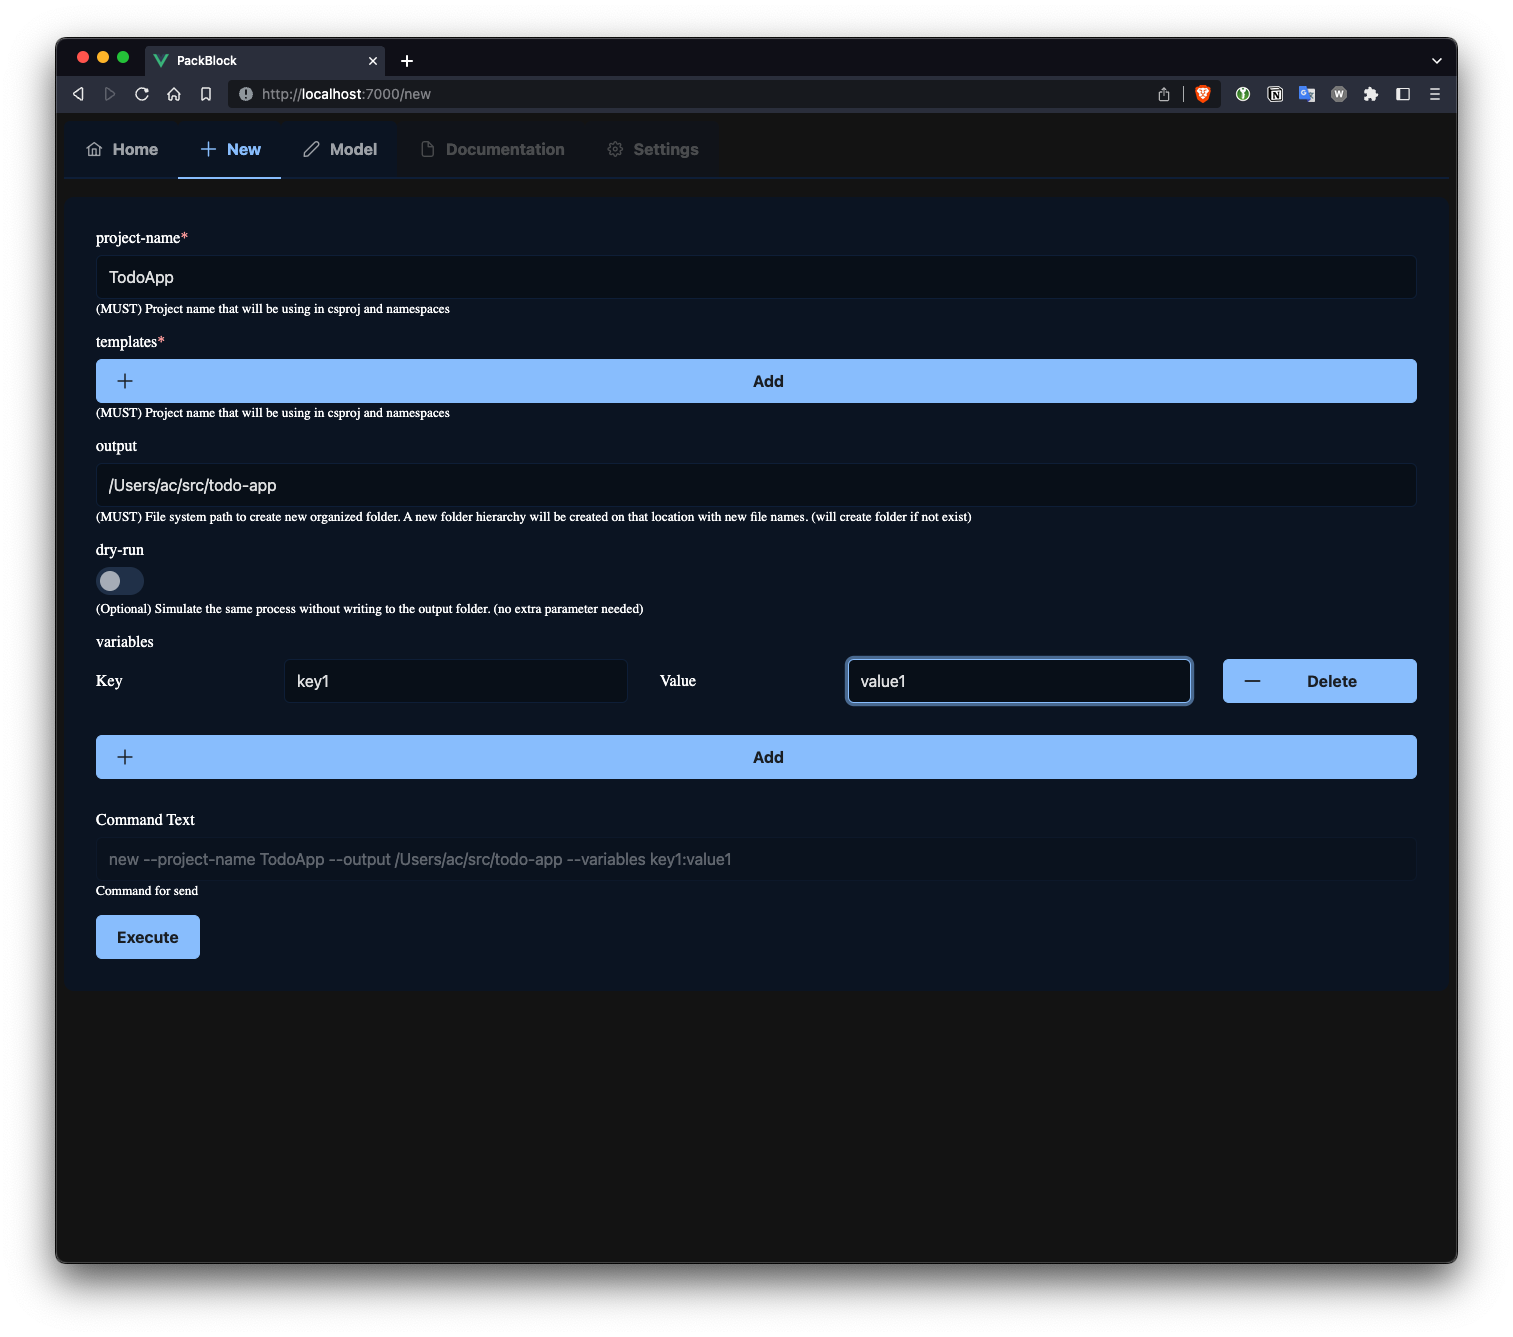 PackBlock
http://localhost:7000/new
Home New Model Documentation Settings
project-name*
TodoApp
(MUST) Project name that will be using in csproj and namespaces
templates*
Add
(MUST) Project name that will be using in csproj and namespaces
output
/Users/ac/src/todo-app
(MUST) File system path to create new organized folder. A new folder hierarchy will be created on that location with new file names. (will create folder if not exist)
dry-run
(Optional) Simulate the same process without writing to the output folder. (no extra parameter needed)
variables
Key key1 Value value1 Delete
Add
Command Text
new --project-name TodoApp --output /Users/ac/src/todo-app --variables key1:value1
Command for send
Execute